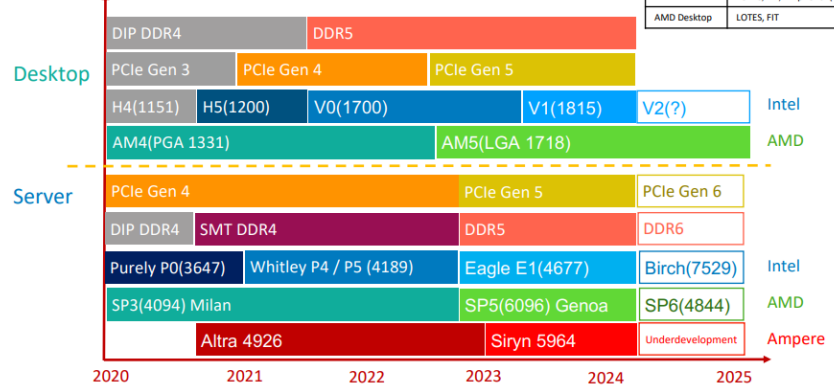 AMD Desktop LOTES, FIT
DIP DDR4 DDR5
Desktop
PCIe Gen 3 PCIe Gen 4 PCIe Gen 5
H4(1151) H5(1200) V0(1700) V1(1815) V2(?) Intel
AM4(PGA 1331) AM5(LGA 1718) AMD
Server
PCIe Gen 4 PCIe Gen 5 PCIe Gen 6
DIP DDR4 SMT DDR4 DDR5 DDR6
Purely P0(3647) Whitley P4 / P5 (4189) Eagle E1(4677) Birch(7529) Intel
SP3(4094) Milan SP5(6096) Genoa SP6(4844) AMD
Altra 4926 Siryn 5964 Underdevelopment Ampere
2020 2021 2022 2023 2024 2025